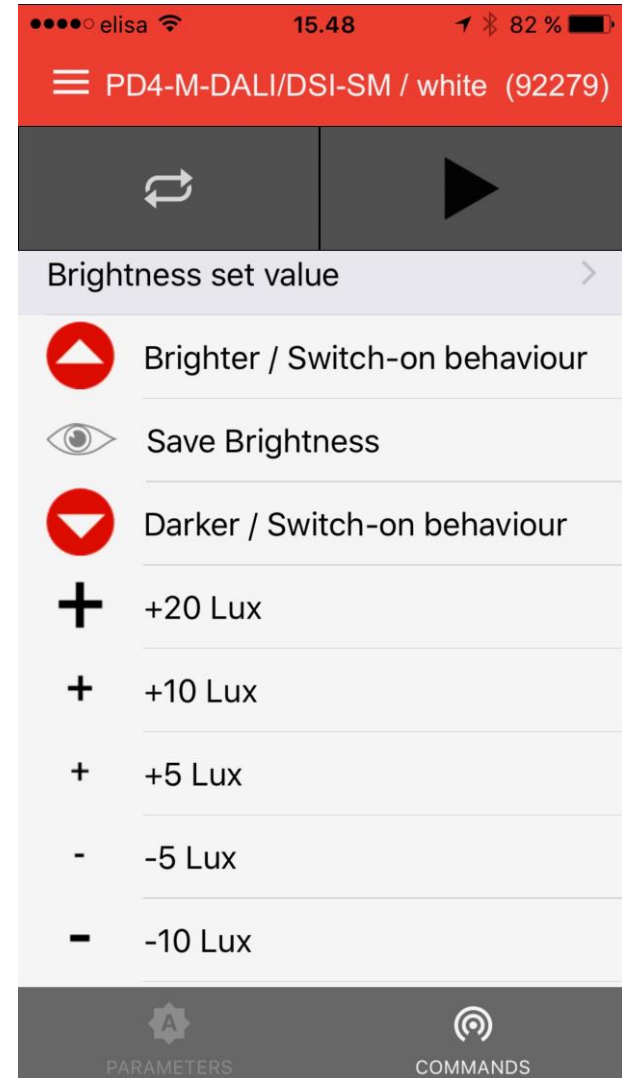 elisa 15.48 82 %
PD4-M-DALI/DSI-SM / white (92279)
Brightness set value
Brighter / Switch-on behaviour
Save Brightness
Darker / Switch-on behaviour
+20 Lux
+10 Lux
+5 Lux
-5 Lux
-10 Lux
A
PARAMETERS COMMANDS